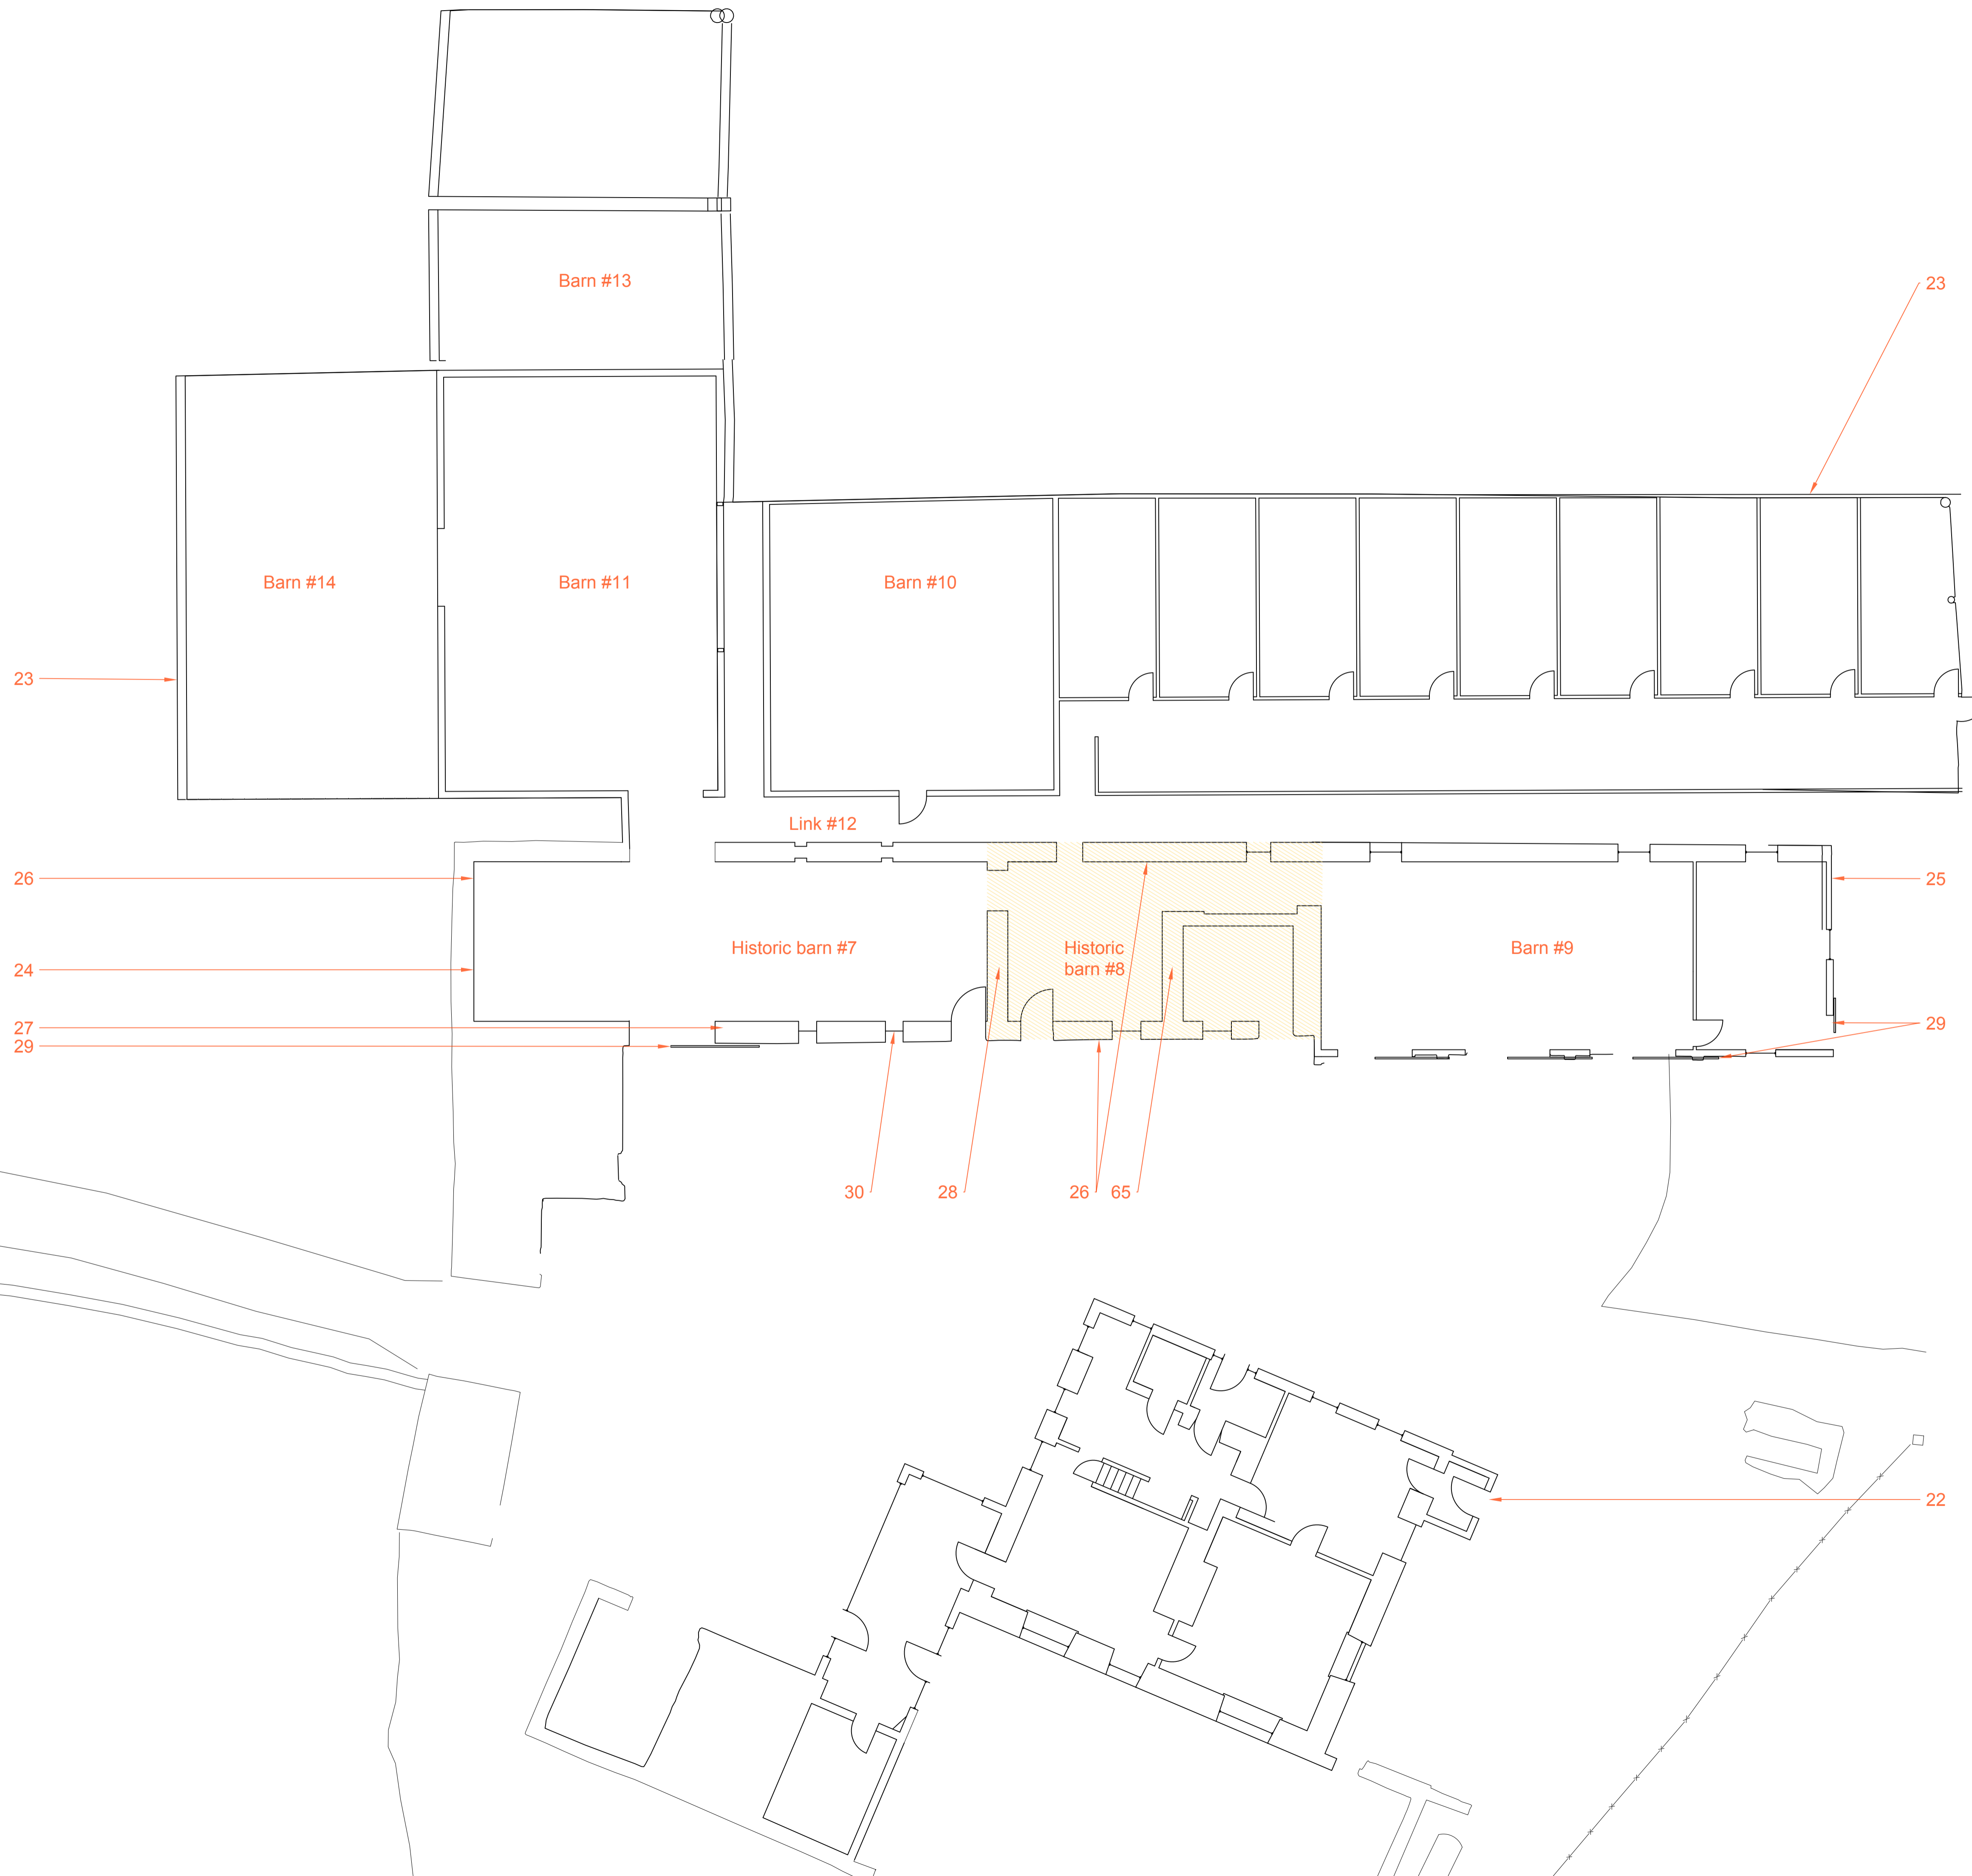 Barn #13
23
Barn #14
Barn #11
Barn #10
23
Link #12
26
25
Historic barn #7
Historic
barn #8
Barn #9
24
27
29
29
30
28
26
65
22